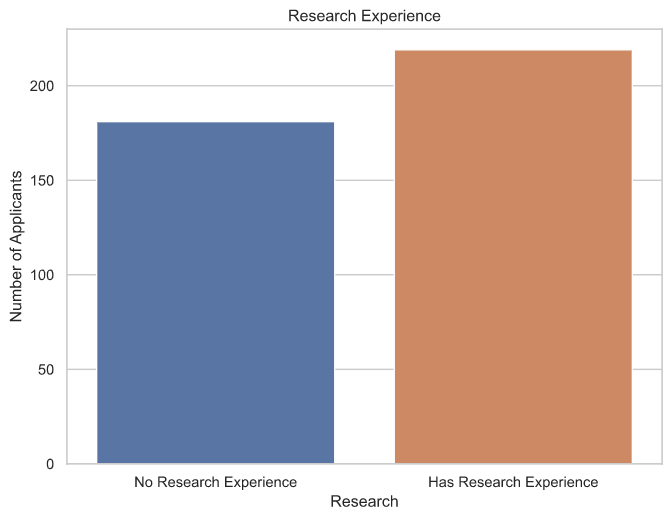 Research Experience
Number of Applicants
200
150
100
50
0
No Research Experience
Has Research Experience
Research